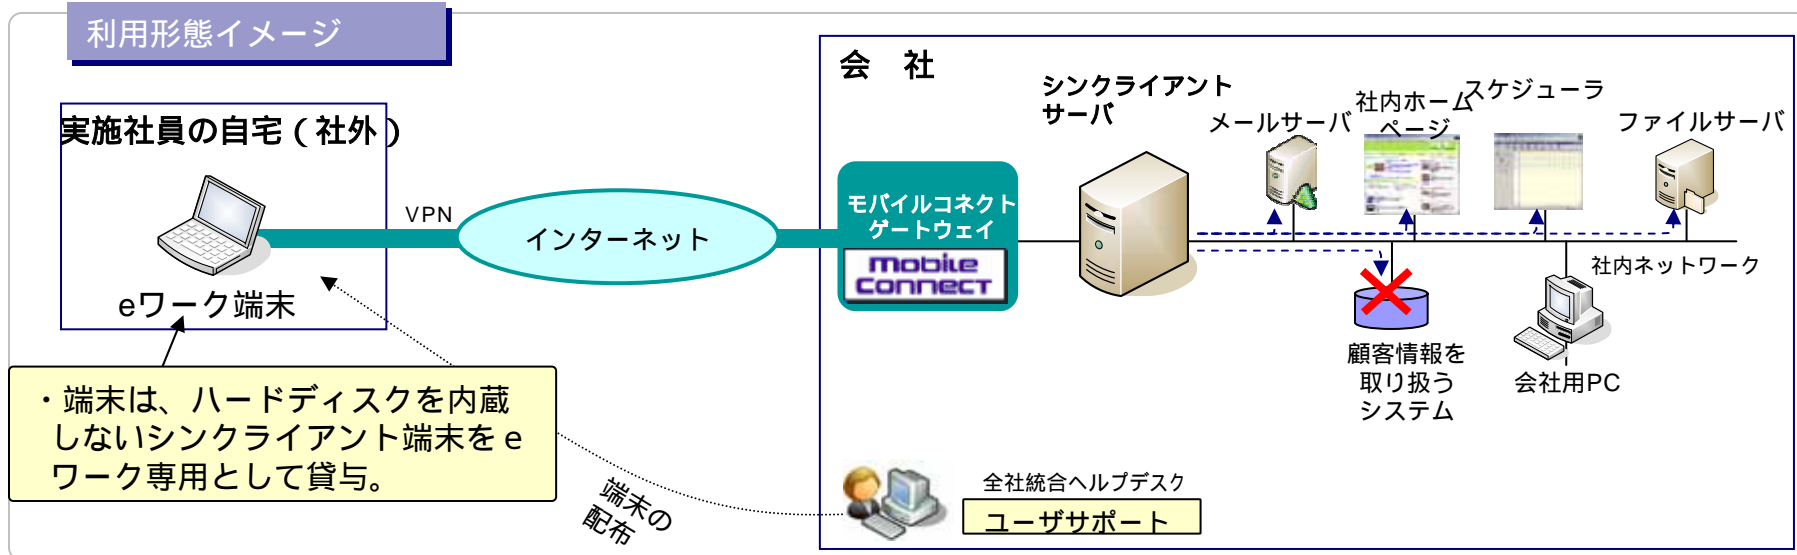 利用形態イメージ
会　社
実施社員の自宅（社外）
eワーク端末
VPN
インターネット
モバイルコネクト
ゲートウェイ
mobile
connect
シンクライアント
サーバ
メールサーバ
社内ホーム
ページ
スケジューラ
ファイルサーバ
社内ネットワーク
顧客情報を
取り扱う
システム
会社用PC
・端末は、ハードディスクを内蔵
しないシンクライアント端末をｅ
ワーク専用として貸与。
端末の
配布
全社統合ヘルプデスク
ユーザサポート